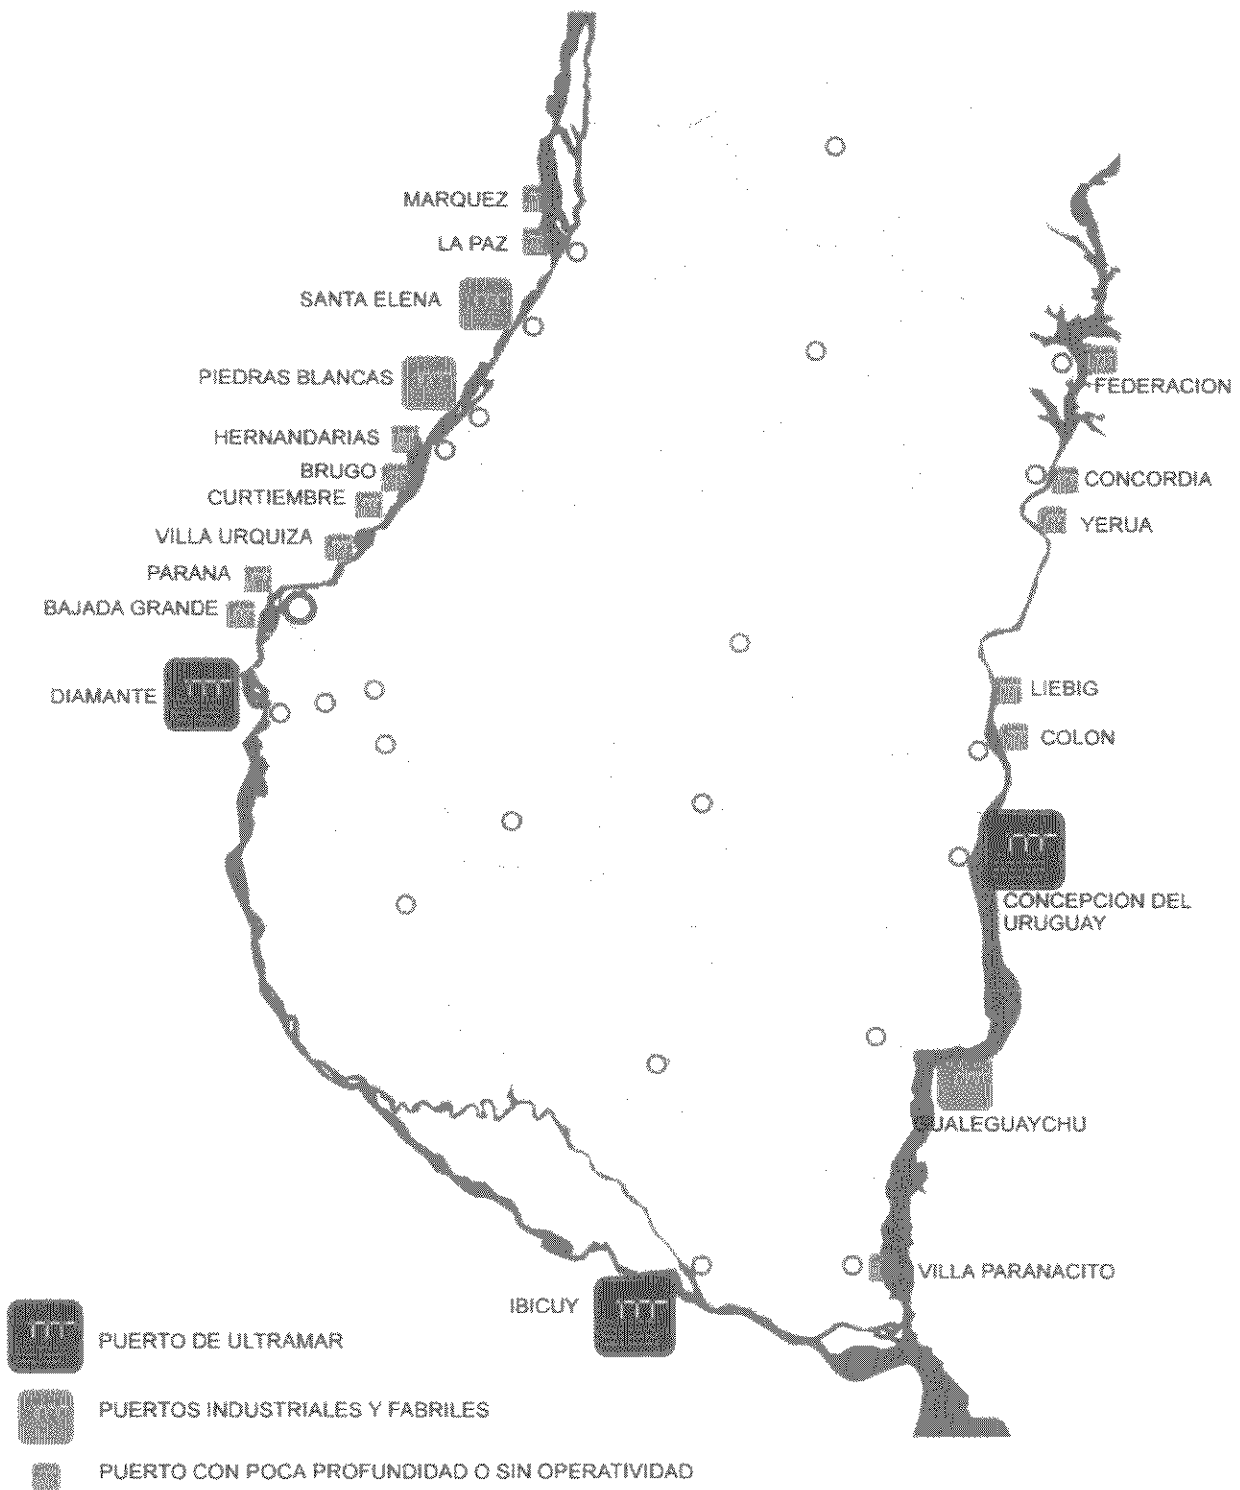 MARQUEZ
LA PAZ
SANTA ELENA
PIEDRAS BLANCAS
HERNANDARIAS
BRUGO
CURTIEMBRE
VILLA URQUIZA
PARANA
BAJADA GRANDE
DIAMANTE
FEDERACION
CONCORDIA
YERUA
LIEBIG
COLON
CONCEPCIÓN DEL
URUGUAY
GUALEGUAYCHU
VILLA PARANACITO
IBICUY
PUERTO DE ULTRAMAR
PUERTOS INDUSTRIALES Y FABRILES
PUERTO CON POCA PROFUNDIDAD O SIN OPERATIVIDAD